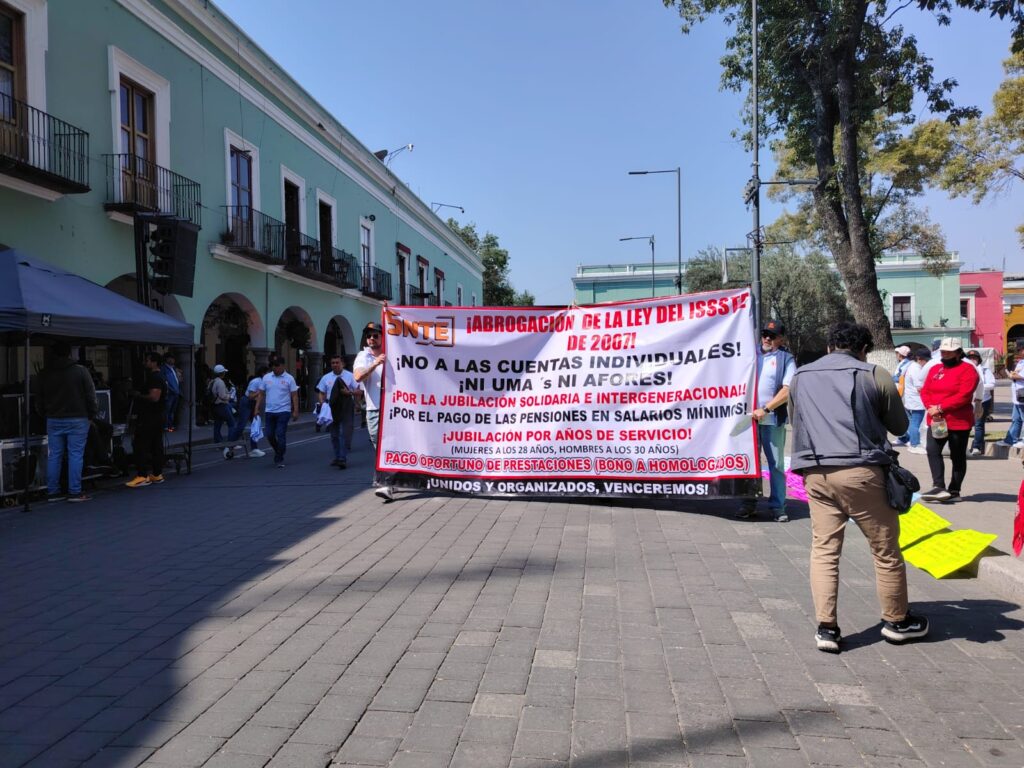 SNTE
¡ABROGACIÓN DE LA LEY DEL ISSSTE
DE 2007!
¡NO A LAS CUENTAS INDIVIDUALES!
¡NI UMA´s NI AFORES!
¡POR LA JUBILACIÓN SOLIDARIA E INTERGENERACIONAL!
¡POR EL PAGO DE LAS PENSIONES EN SALARIOS MÍNIMOS!
¡JUBILACIÓN POR AÑOS DE SERVICIO!
(MUJERES A LOS 28 AÑOS, HOMBRES A LOS 30 AÑOS)
PAGO OPORTUNO DE PRESTACIONES (BONO A HOMOLOGADOS)
¡UNIDOS Y ORGANIZADOS, VENCEREMOS!